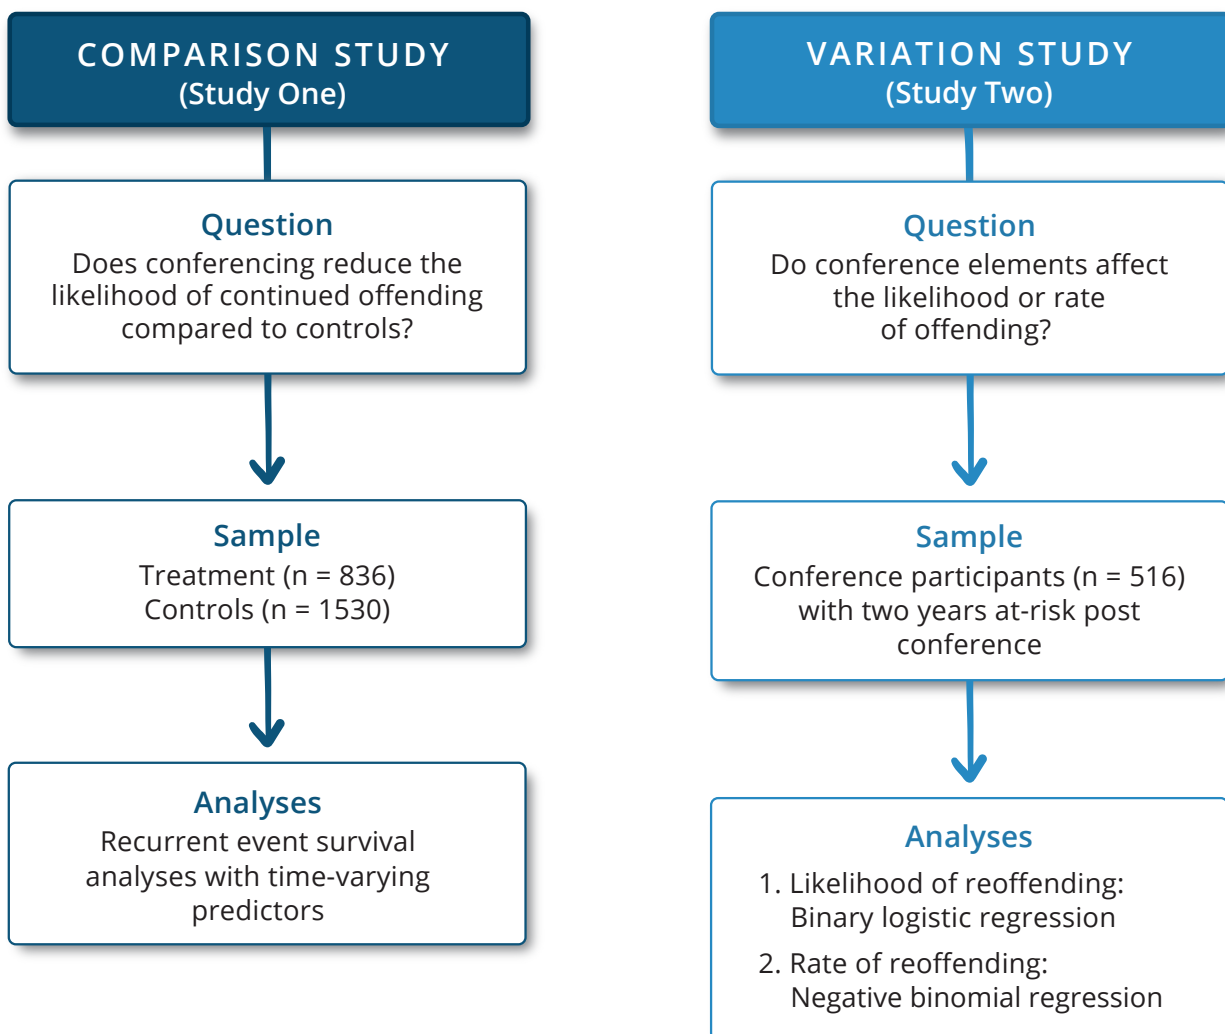 COMPARISON STUDY
(Study One)
Question
Does conferencing reduce the
likelihood of continued offending
compared to controls?
Sample
Treatment (n = 836)
Controls (n = 1530)
Analyses
Recurrent event survival
analyses with time-varying
predictors
VARIATION STUDY
(Study Two)
Question
Do conference elements affect
the likelihood or rate
of offending?
Sample
Conference participants (n = 516)
with two years at-risk post
conference
Analyses
1. Likelihood of reoffending:
Binary logistic regression
2. Rate of reoffending:
Negative binomial regression